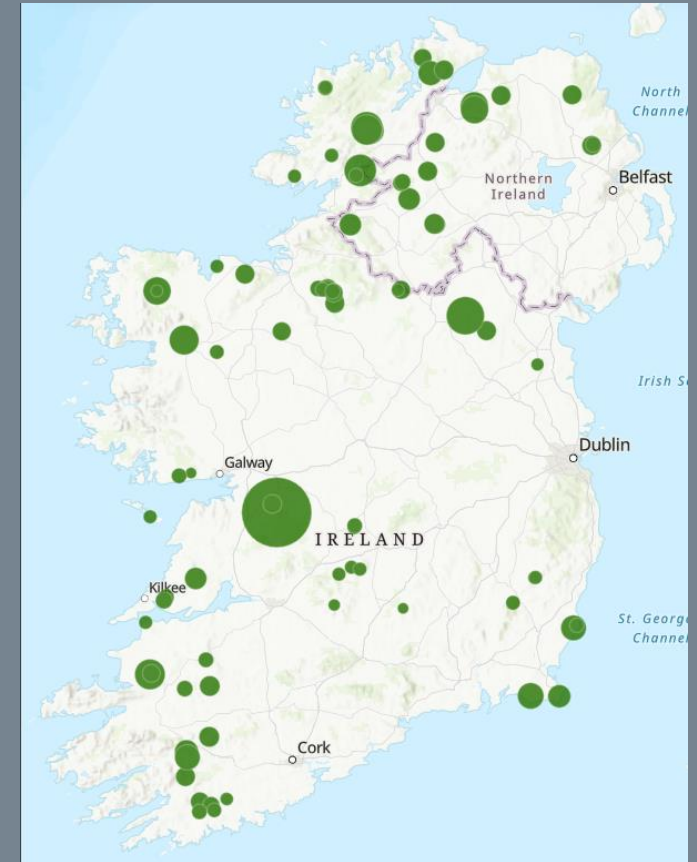 North
Channel
Northern
Ireland
Belfast
Irish S
Galway
Dublin
IRELAND
Kilkee
St. George
Channel
Cork